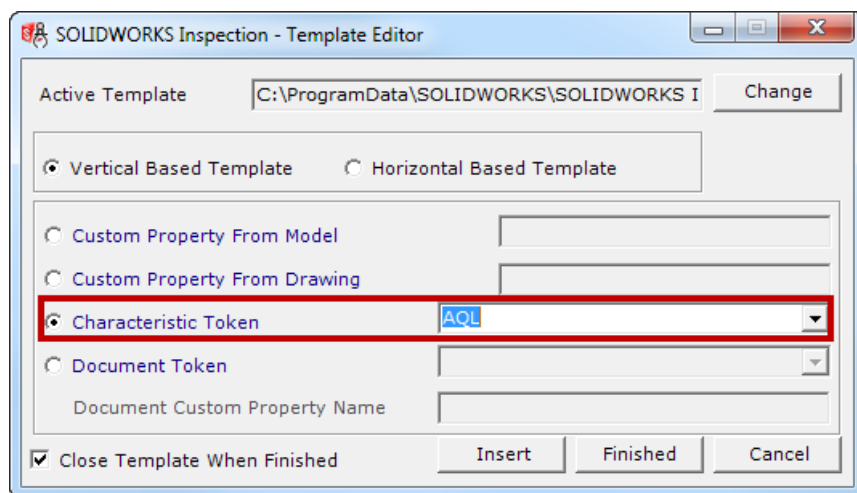 SOLIDWORKS Inspection - Template Editor
Active Template C:\ProgramData\SOLIDWORKS\SOLIDWORKS I Change
Vertical Based Template Horizontal Based Template
Custom Property From Model
Custom Property From Drawing
Characteristic Token AQL
Document Token
Document Custom Property Name
Close Template When Finished Insert Finished Cancel